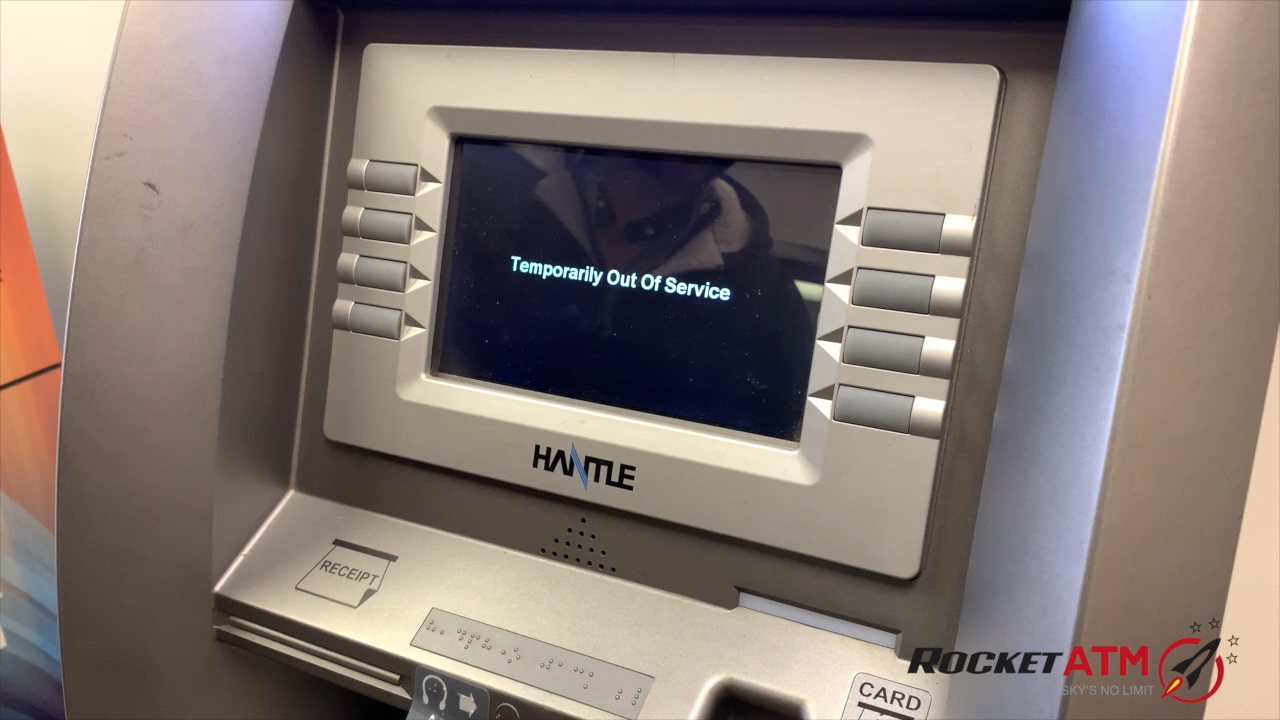 Temporarily Out Of Service
HANTLE
RECEIPT
CARD
ROCKETATM
SKY'S NO LIMIT